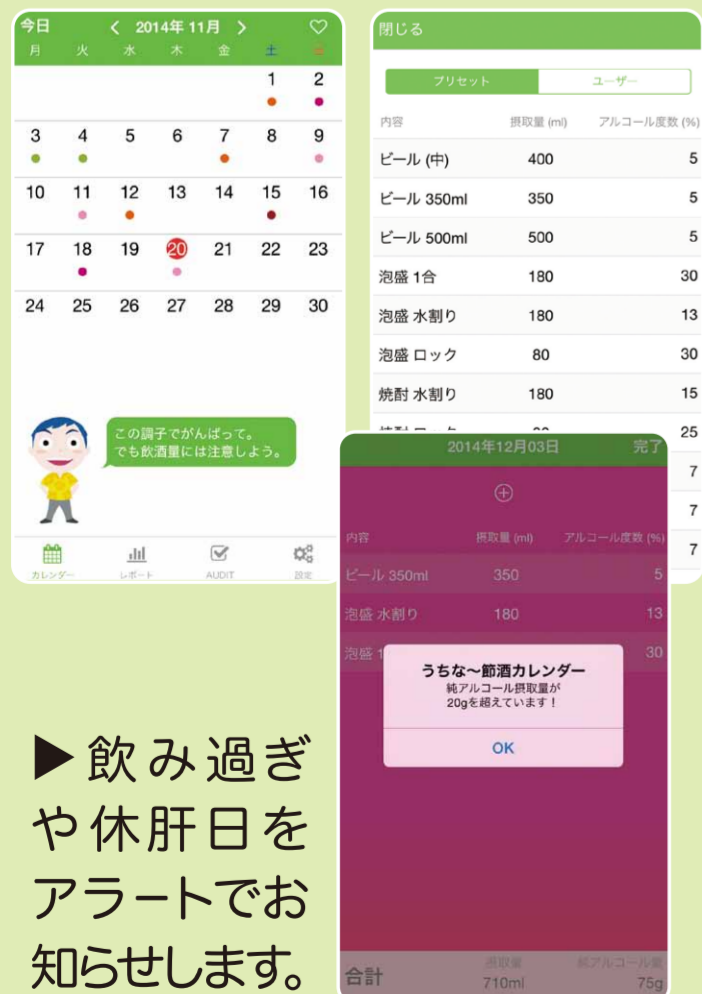 今日 < 2014年 11月 > ♡
月 火 水 木 金 土 日
1 2
3 4 5 6 7 8 9
10 11 12 13 14 15 16
17 18 19 20 21 22 23
24 25 26 27 28 29 30
この調子でがんばって。
でも飲酒量には注意しよう。
カレンダー レポート AUDIT 設定
閉じる
プリセット ユーザー
内容 摂取量 (ml) アルコール度数 (%)
ビール (中) 400 5
ビール 350ml 350 5
ビール 500ml 500 5
泡盛 1合 180 30
泡盛 水割り 180 13
泡盛 ロック 80 30
焼酎 水割り 180 15
25
7
7
7
2014年12月03日 完了
内容 摂取量 (ml) アルコール度数 (%)
ビール 350ml 350 5
泡盛 水割り 180 13
泡盛 1 30
うちな～節酒カレンダー
純アルコール摂取量が
20gを超えています！
OK
合計 摂取量 純アルコール量
710ml 75g
▶飲み過ぎ
や休肝日を
アラートでお
知らせします。